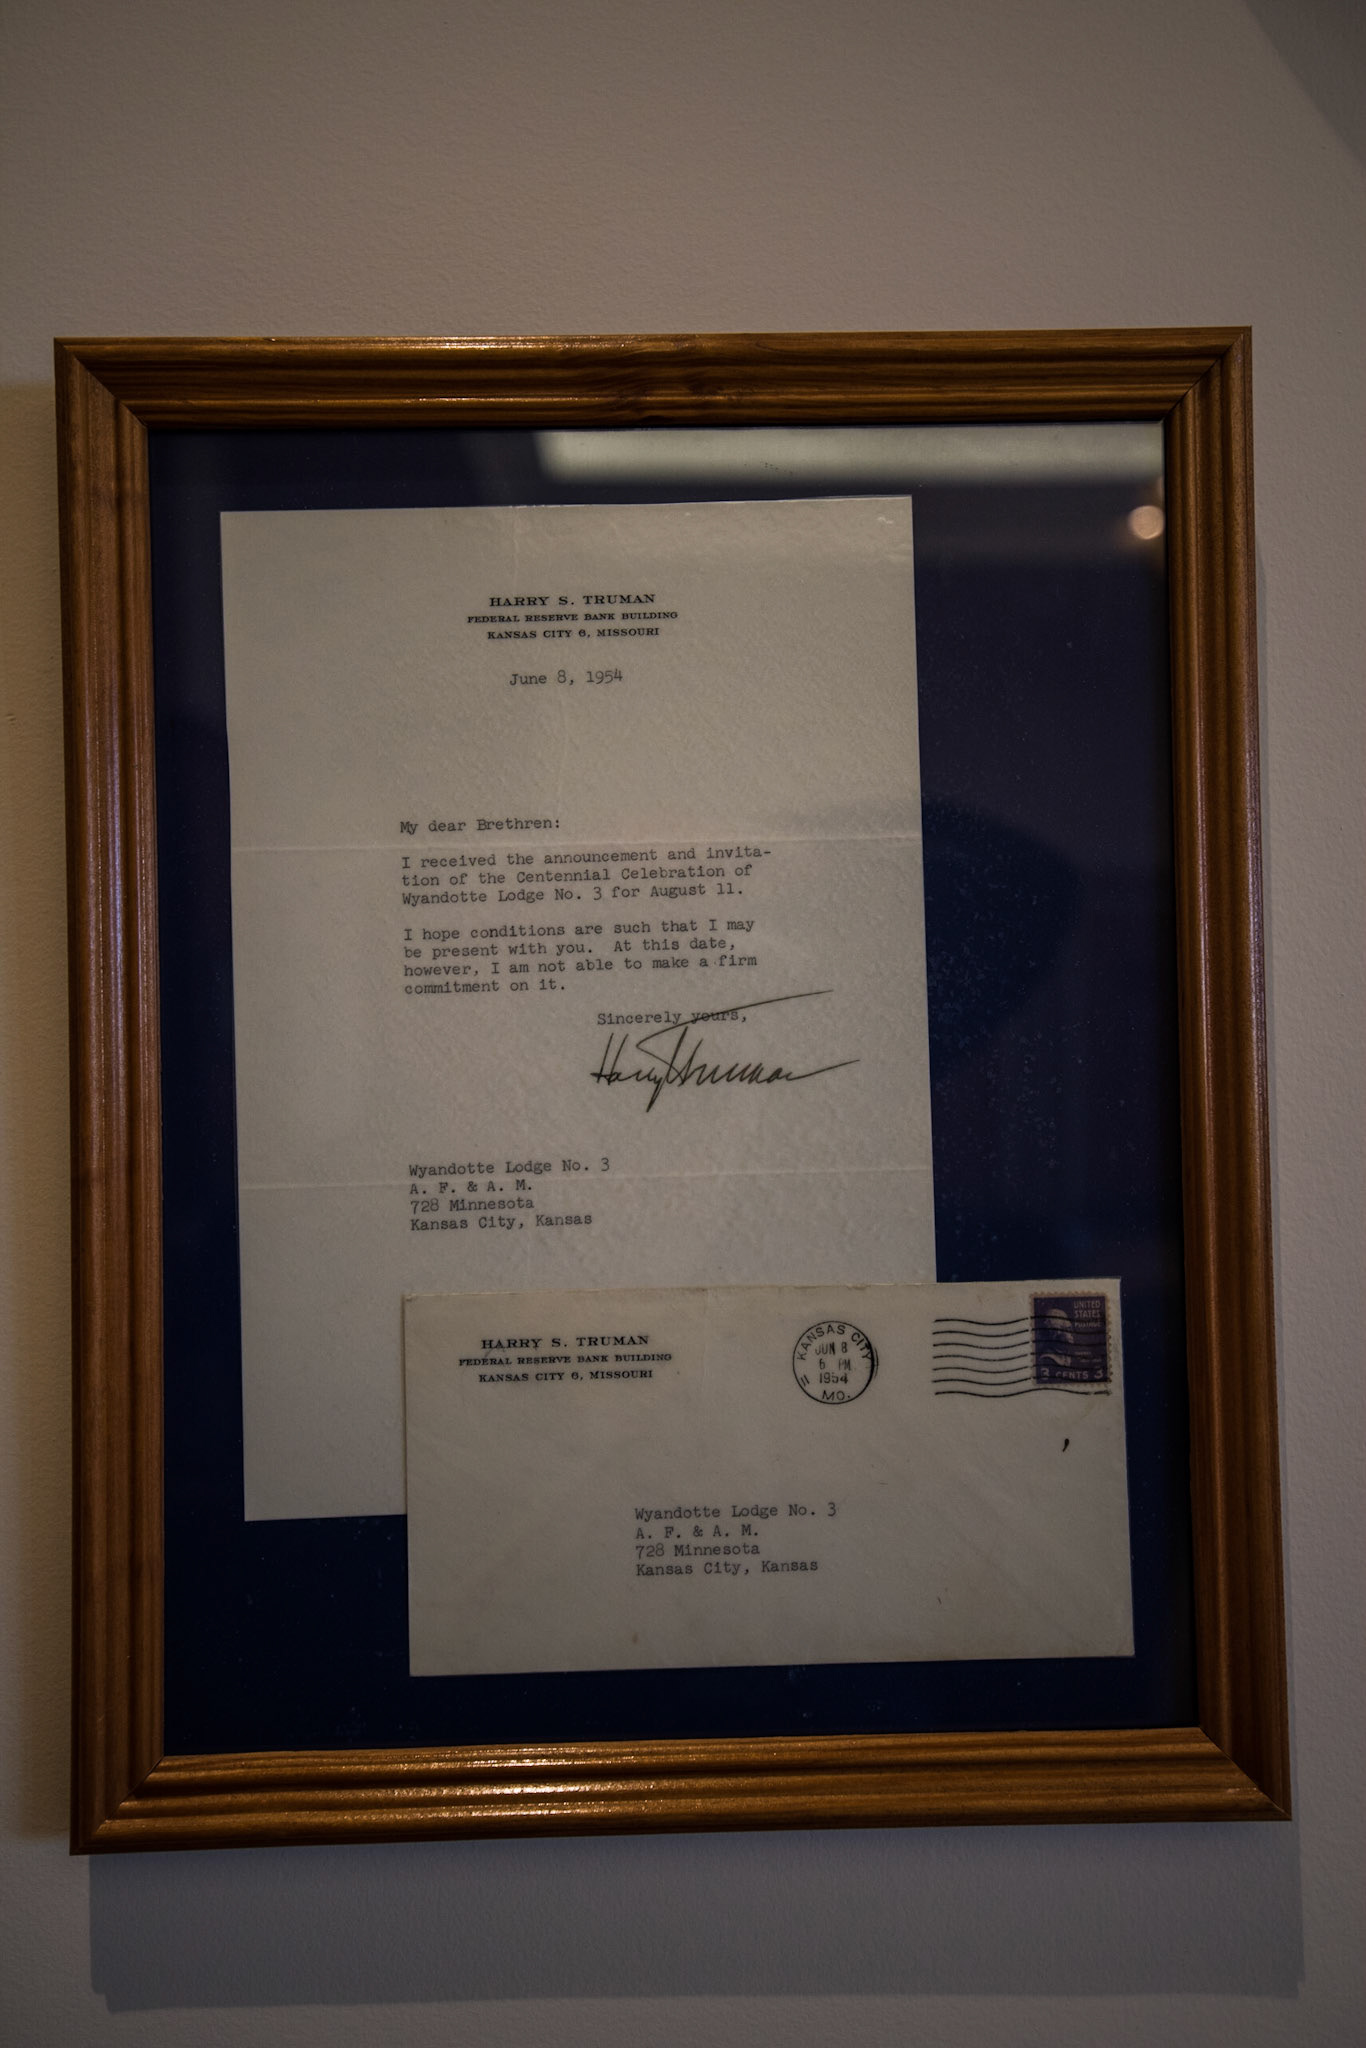 HARRY S. TRUMAN
FEDERAL RESERVE BANK BUILDING
KANSAS CITY 6, MISSOURI
June 8, 1954
My dear Brethren:
I received the announcement and invita-
tion of the Centennial Celebration of
Wyandotte Lodge No. 3 for August 11.
I hope conditions are such that I may
be present with you.  At this date,
however, I am not able to make a firm
commitment on it.
Sincerely yours,
Harry S Truman
Wyandotte Lodge No. 3
A. F. & A. M.
728 Minnesota
Kansas City, Kansas
HARRY S. TRUMAN
FEDERAL RESERVE BANK BUILDING
KANSAS CITY 6, MISSOURI
KANSAS CITY
JUN 8
6 PM
1954
MO.
11
UNITED
STATES
POSTAGE
3 CENTS 3
Wyandotte Lodge No. 3
A. F. & A. M.
728 Minnesota
Kansas City, Kansas